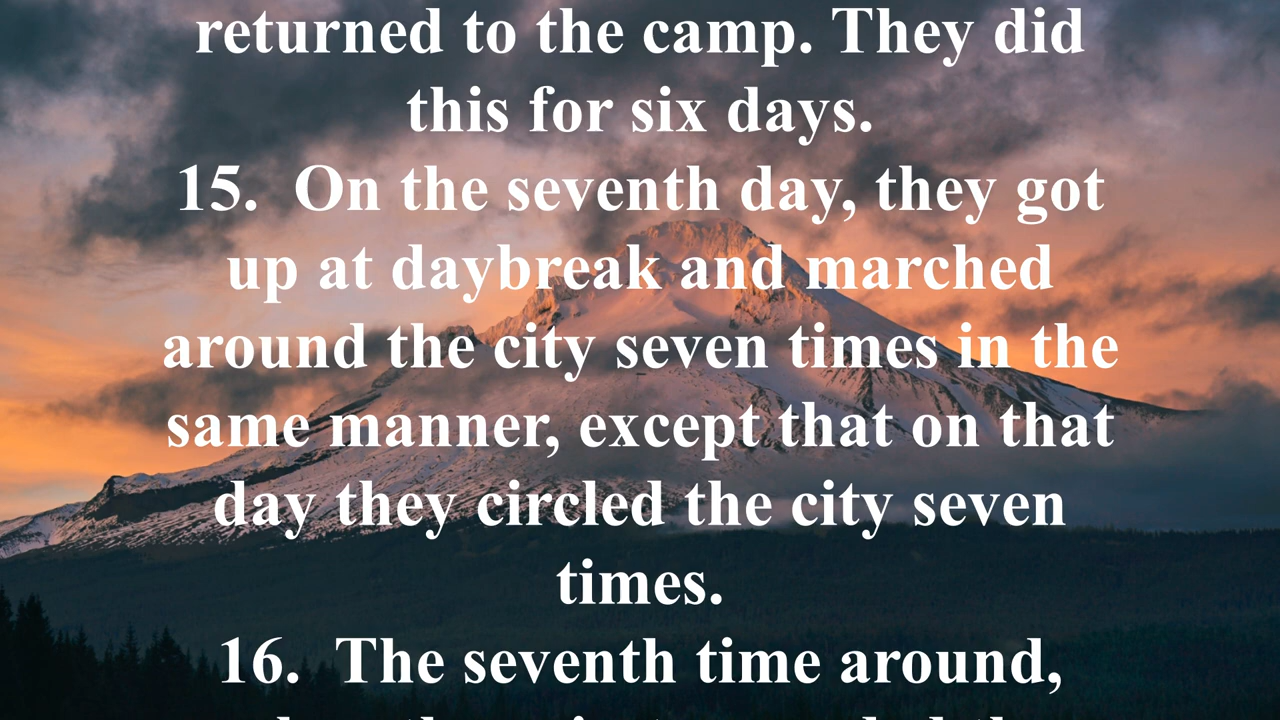 returned to the camp. They did
this for six days.
15. On the seventh day, they got
up at daybreak and marched
around the city seven times in the
same manner, except that on that
day they circled the city seven
times.
16. The seventh time around,